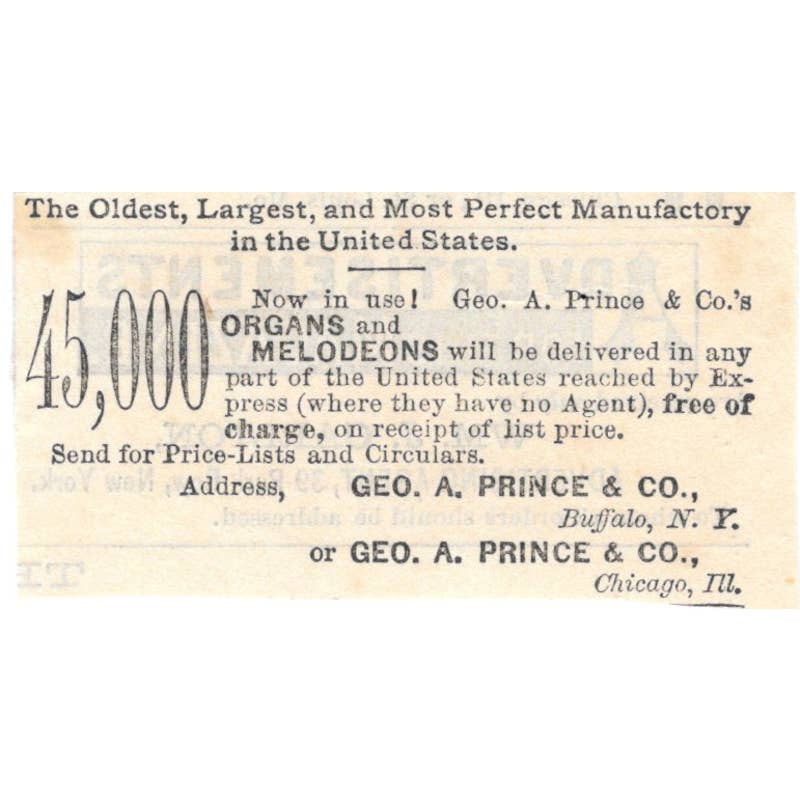 The Oldest, Largest, and Most Perfect Manufactory
in the United States.
45,000 Now in use! Geo. A. Prince & Co.'s
ORGANS and
MELODEONS will be delivered in any
part of the United States reached by Ex-
press (where they have no Agent), free of
charge, on receipt of list price.
Send for Price-Lists and Circulars.
Address, GEO. A. PRINCE & CO.,
Buffalo, N. Y.
or GEO. A. PRINCE & CO.,
Chicago, Ill.